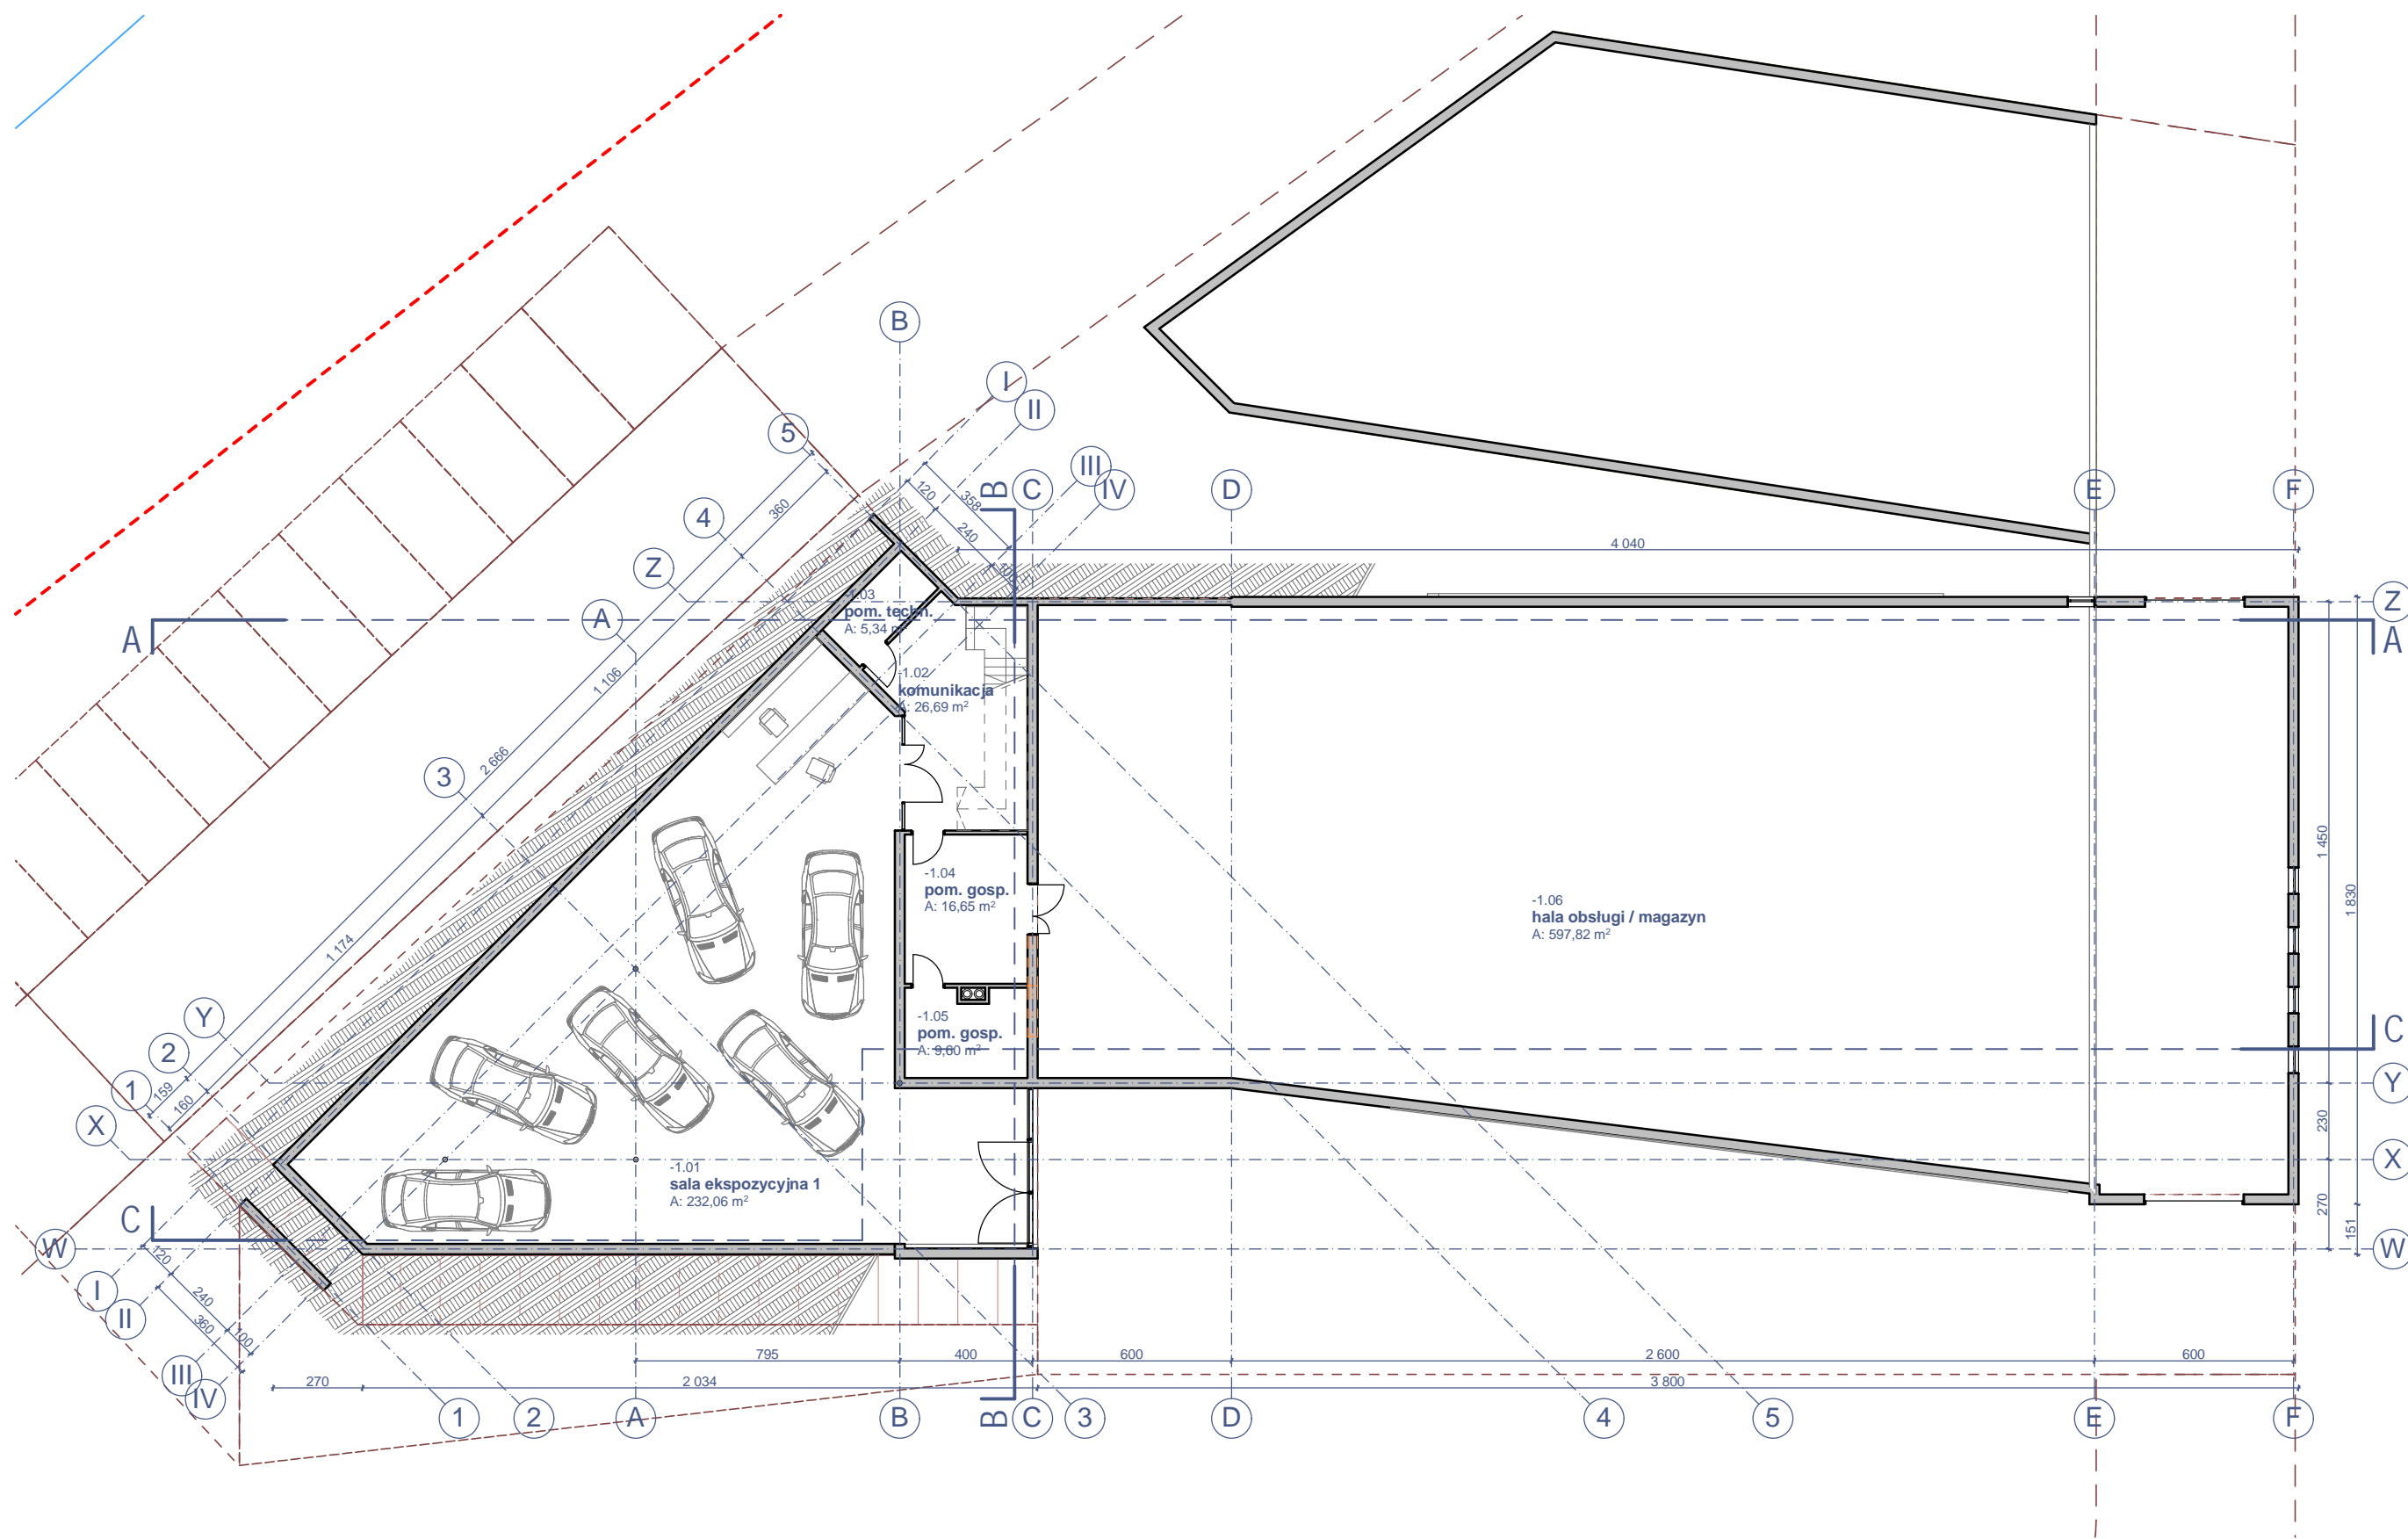 B
I
II
5
III
IV
B
C
D
E
F
4
120
358
360
240
100
4 040
Z
Z
A
A
A
-1.03
pom. techn.
A: 5,34 m²
1 106
-1.02
komunikacja
A: 26,69 m²
2 666
3
1 450
-1.04
pom. gosp.
A: 16,65 m²
1 830
-1.06
hala obsługi / magazyn
A: 597,82 m²
1 174
Y
-1.05
pom. gosp.
A: 9,60 m²
C
2
1
159
160
Y
X
230
X
-1.01
sala ekspozycyjna 1
A: 232,06 m²
270
151
C
W
W
120
I
II
240
360
100
III
IV
795
400
600
2 600
600
270
2 034
3 800
1
2
A
B
B
C
3
D
4
5
E
F